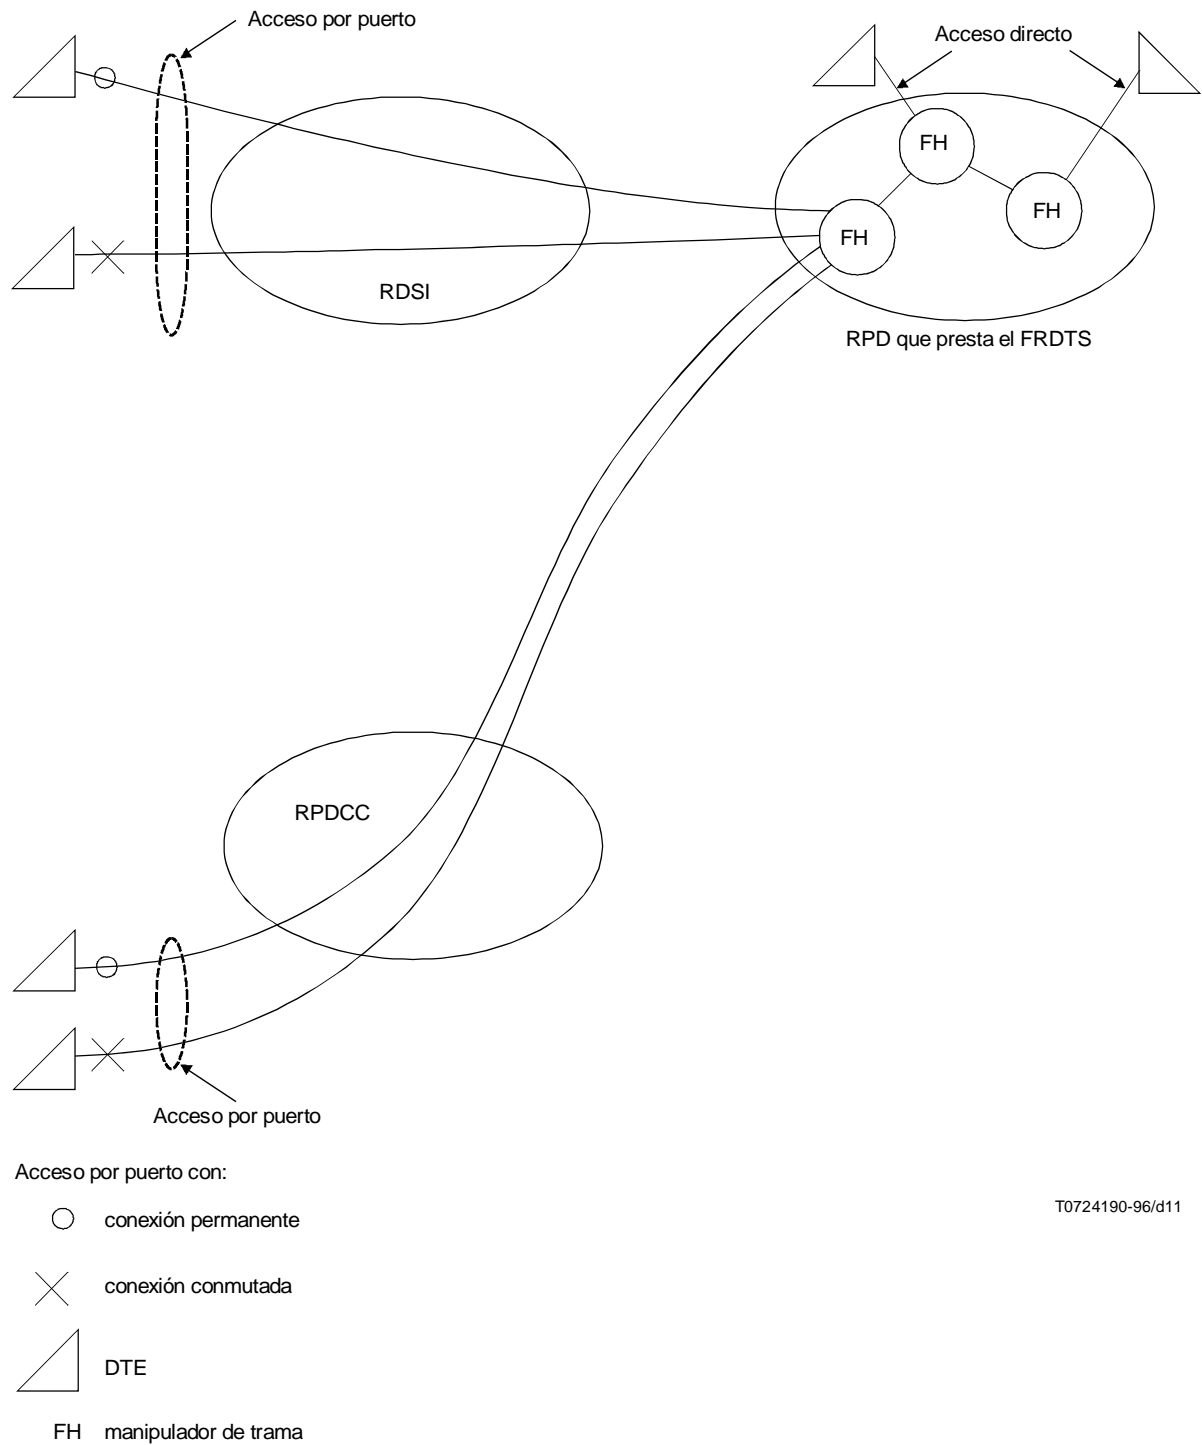 Acceso por puerto
Acceso directo
FH
FH
FH
RDSI
RPD que presta el FRDTS
RPDCC
Acceso por puerto
Acceso por puerto con:
T0724190-96/d11
conexión permanente
conexión conmutada
DTE
FH manipulador de trama